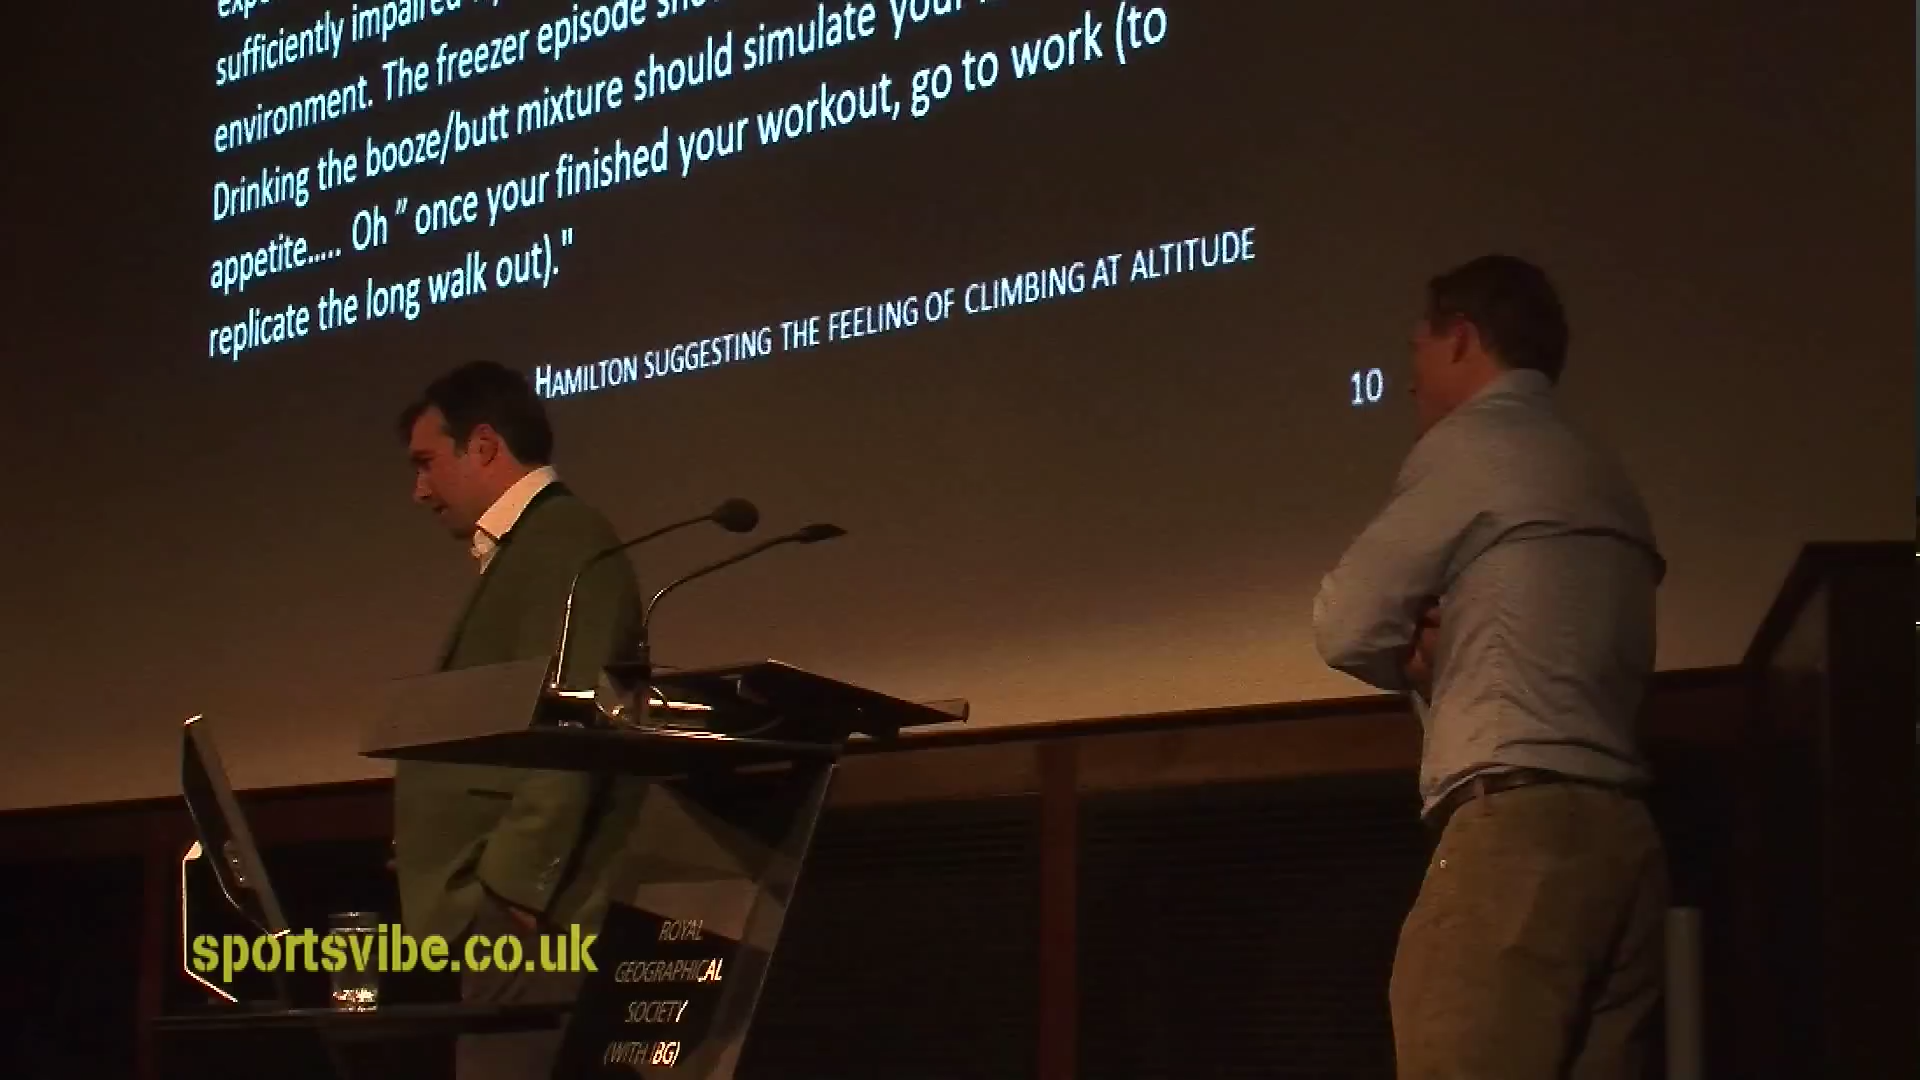 sufficiently impaired
environment. The freezer episode
Drinking the booze/butt mixture should simulate your
appetite..... Oh " once your finished your workout, go to work (to
replicate the long walk out)."
HAMILTON SUGGESTING THE FEELING OF CLIMBING AT ALTITUDE
10
sportsvibe.co.uk
ROYAL
GEOGRAPHICAL
SOCIETY
(WITH IBG)